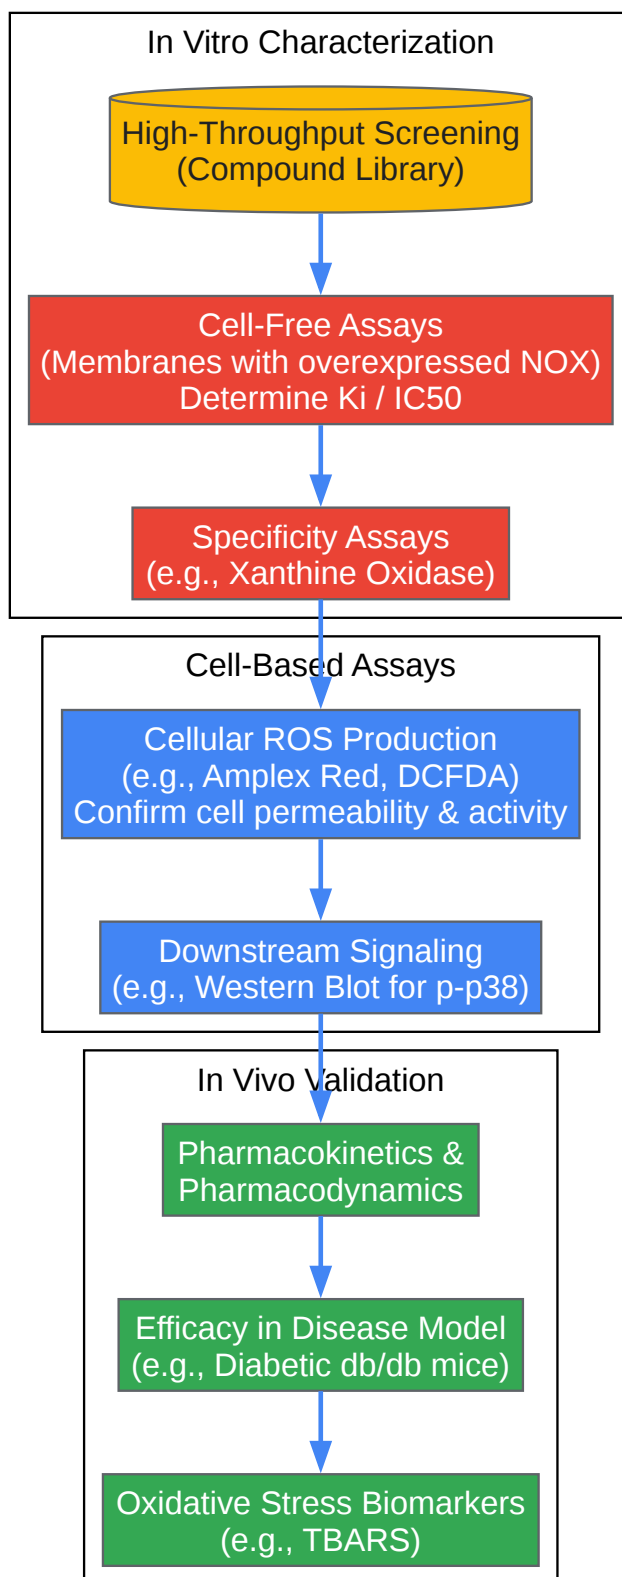 In Vitro Characterization
High-Throughput Screening
(Compound Library)
Cell-Free Assays
(Membranes with overexpressed NOX)
Determine Ki / IC50
Specificity Assays
(e.g., Xanthine Oxidase)
Cell-Based Assays
Cellular ROS Production
(e.g., Amplex Red, DCFDA)
Confirm cell permeability & activity
Downstream Signaling
(e.g., Western Blot for p-p38)
In Vivo Validation
Pharmacokinetics &
Pharmacodynamics
Efficacy in Disease Model
(e.g., Diabetic db/db mice)
Oxidative Stress Biomarkers
(e.g., TBARS)